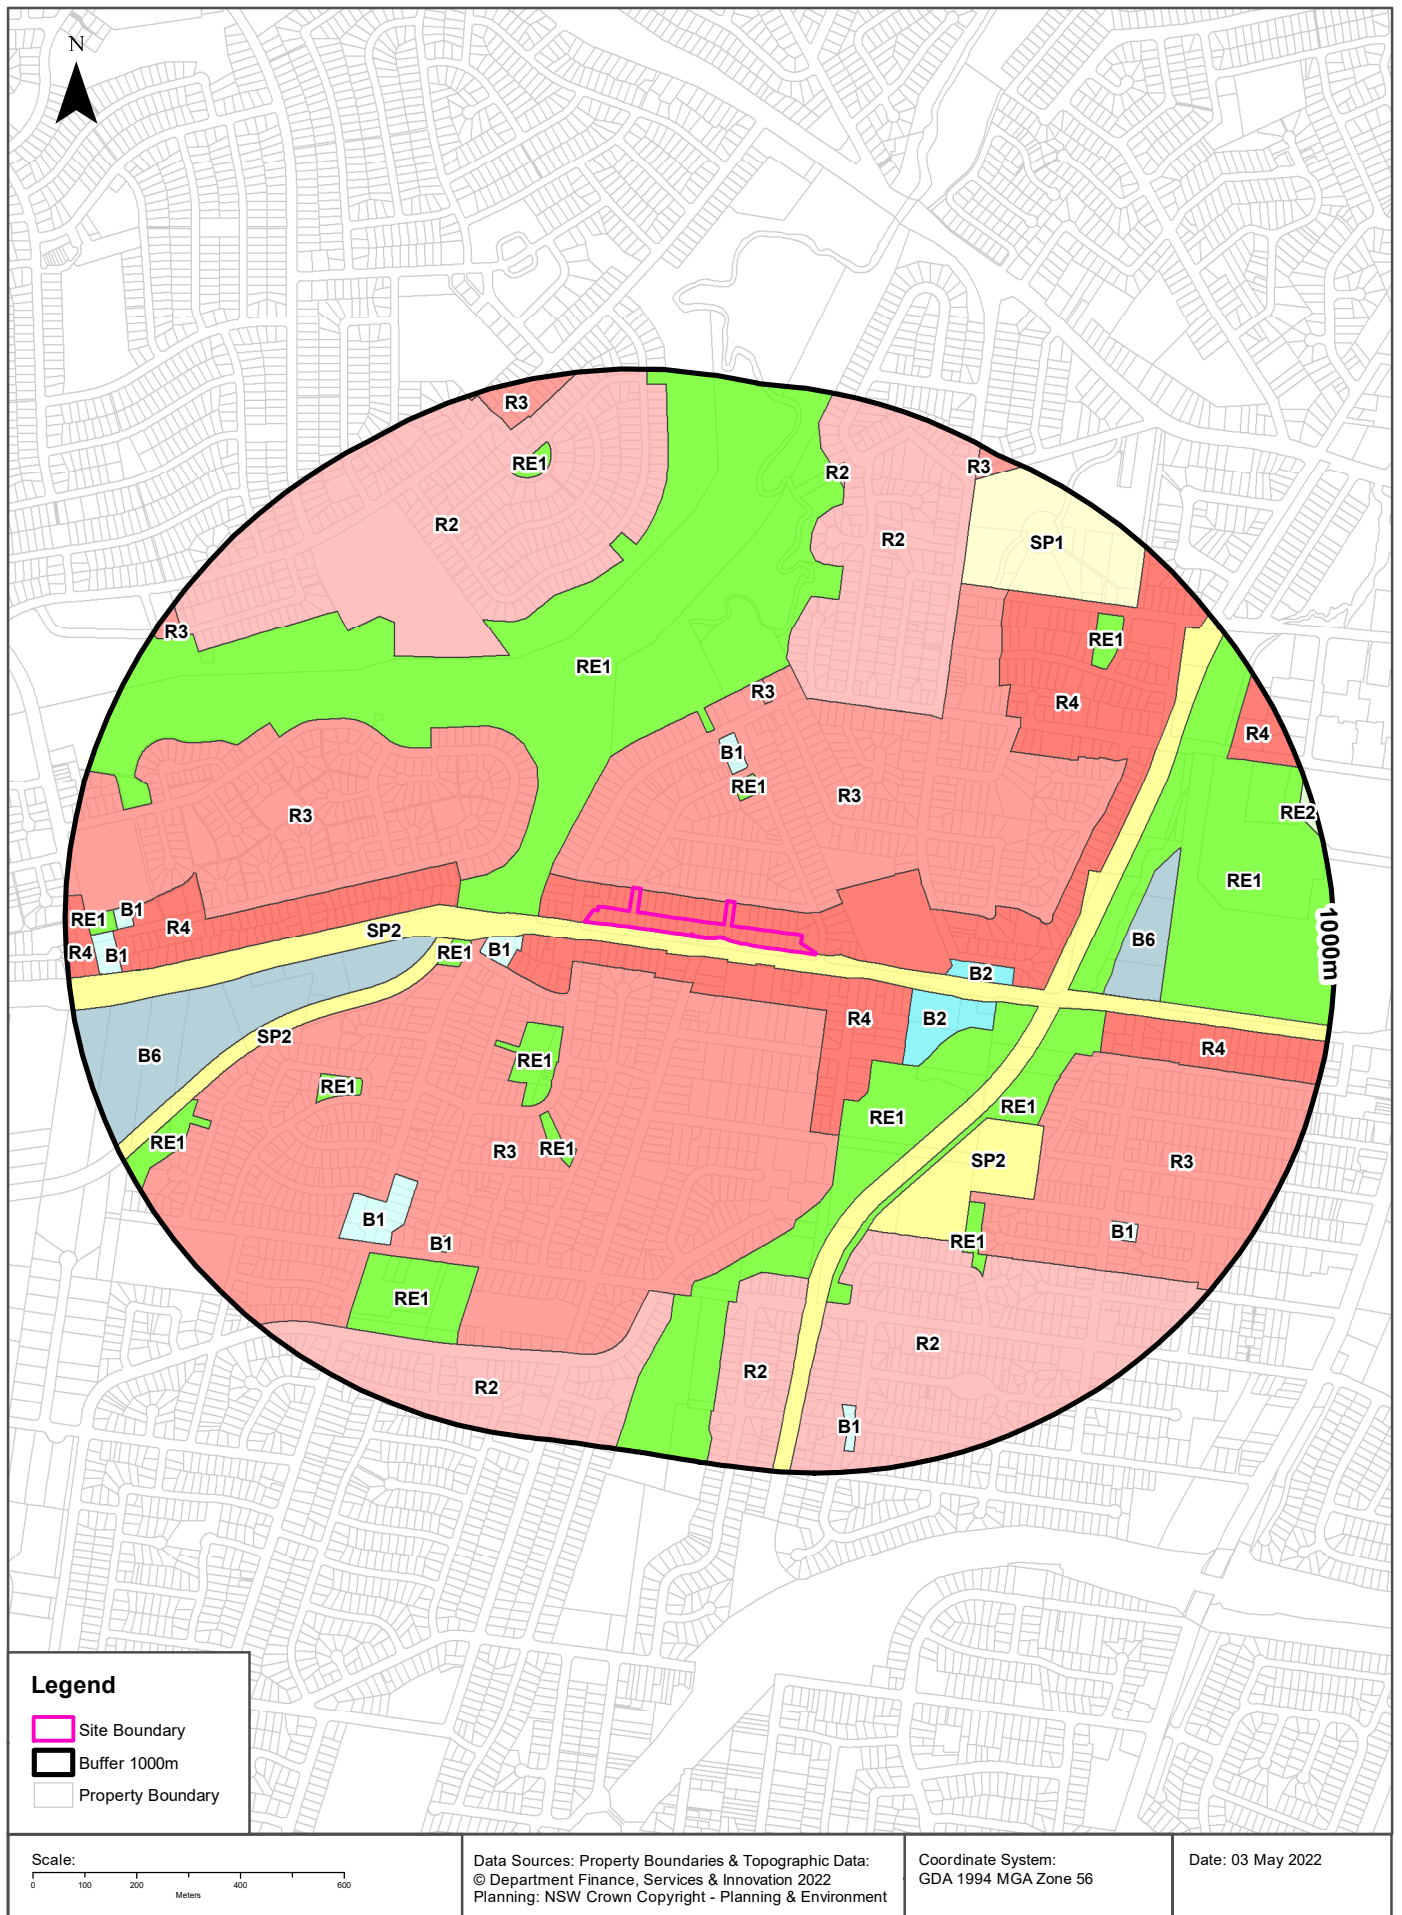 N
R3
RE1
R2
R2
R3
R2
SP1
R3
RE1
RE1
R3
R4
R4
B1
RE1
R3
RE2
R3
RE1
B1
RE1
R4
SP2
R4
B1
RE1
B1
B6
1000m
B2
R4
B2
SP2
B6
R4
RE1
RE1
RE1
RE1
RE1
R3
RE1
SP2
R3
B1
B1
RE1
B1
RE1
R2
R2
R2
B1
Legend
Site Boundary
Buffer 1000m
Property Boundary
Scale:
0 100 200 400 600
Meters
Data Sources: Property Boundaries & Topographic Data:
© Department Finance, Services & Innovation 2022
Planning: NSW Crown Copyright - Planning & Environment
Coordinate System:
GDA 1994 MGA Zone 56
Date: 03 May 2022